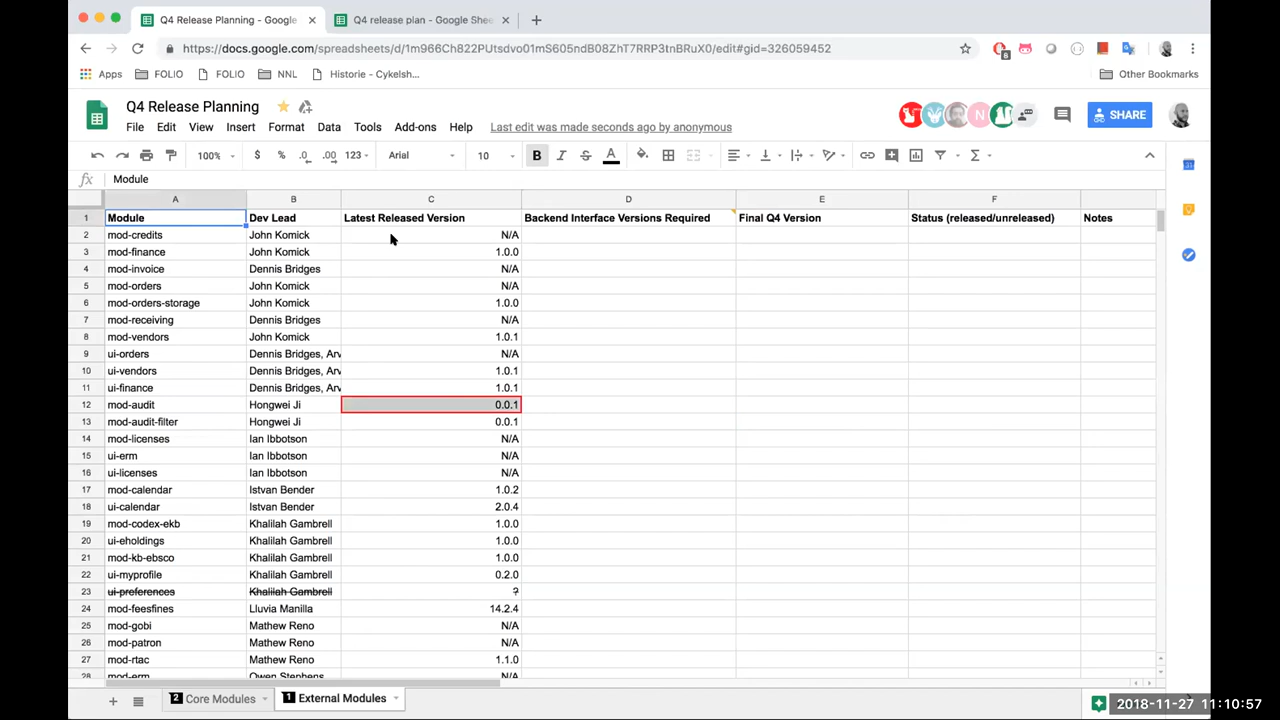 Q4 Release Planning - Google
Q4 release plan - Google Shee
https://docs.google.com/spreadsheets/d/1m966Ch822PUtsdvo01mS605ndB08ZhT7RRP3tnBRuX0/edit#gid=326059452
8
Apps FOLIO FOLIO NNL Historie - Cykelsh... Other Bookmarks
Q4 Release Planning
N
SHARE
File Edit View Insert Format Data Tools Add-ons Help Last edit was made seconds ago by anonymous
100% $ % .0 .00 123 Arial 10 B I S A
fx Module
A B C D E F
1 Module Dev Lead Latest Released Version Backend Interface Versions Required Final Q4 Version Status (released/unreleased) Notes
2 mod-credits John Komick N/A
3 mod-finance John Komick 1.0.0
4 mod-invoice Dennis Bridges N/A
5 mod-orders John Komick N/A
6 mod-orders-storage John Komick 1.0.0
7 mod-receiving Dennis Bridges N/A
8 mod-vendors John Komick 1.0.1
9 ui-orders Dennis Bridges, Arv N/A
10 ui-vendors Dennis Bridges, Arv 1.0.1
11 ui-finance Dennis Bridges, Arv 1.0.1
12 mod-audit Hongwei Ji 0.0.1
13 mod-audit-filter Hongwei Ji 0.0.1
14 mod-licenses Ian Ibbotson N/A
15 ui-erm Ian Ibbotson N/A
16 ui-licenses Ian Ibbotson N/A
17 mod-calendar Istvan Bender 1.0.2
18 ui-calendar Istvan Bender 2.0.4
19 mod-codex-ekb Khalilah Gambrell 1.0.0
20 ui-eholdings Khalilah Gambrell 1.0.0
21 mod-kb-ebsco Khalilah Gambrell 1.0.0
22 ui-myprofile Khalilah Gambrell 0.2.0
23 ui-preferences Khalilah Gambrell ?
24 mod-feesfines Lluvia Manilla 14.2.4
25 mod-gobi Mathew Reno N/A
26 mod-patron Mathew Reno N/A
27 mod-rtac Mathew Reno 1.1.0
28 mod-erm Owen Stephens N/A
2 Core Modules 1 External Modules
2018-11-27 11:10:57